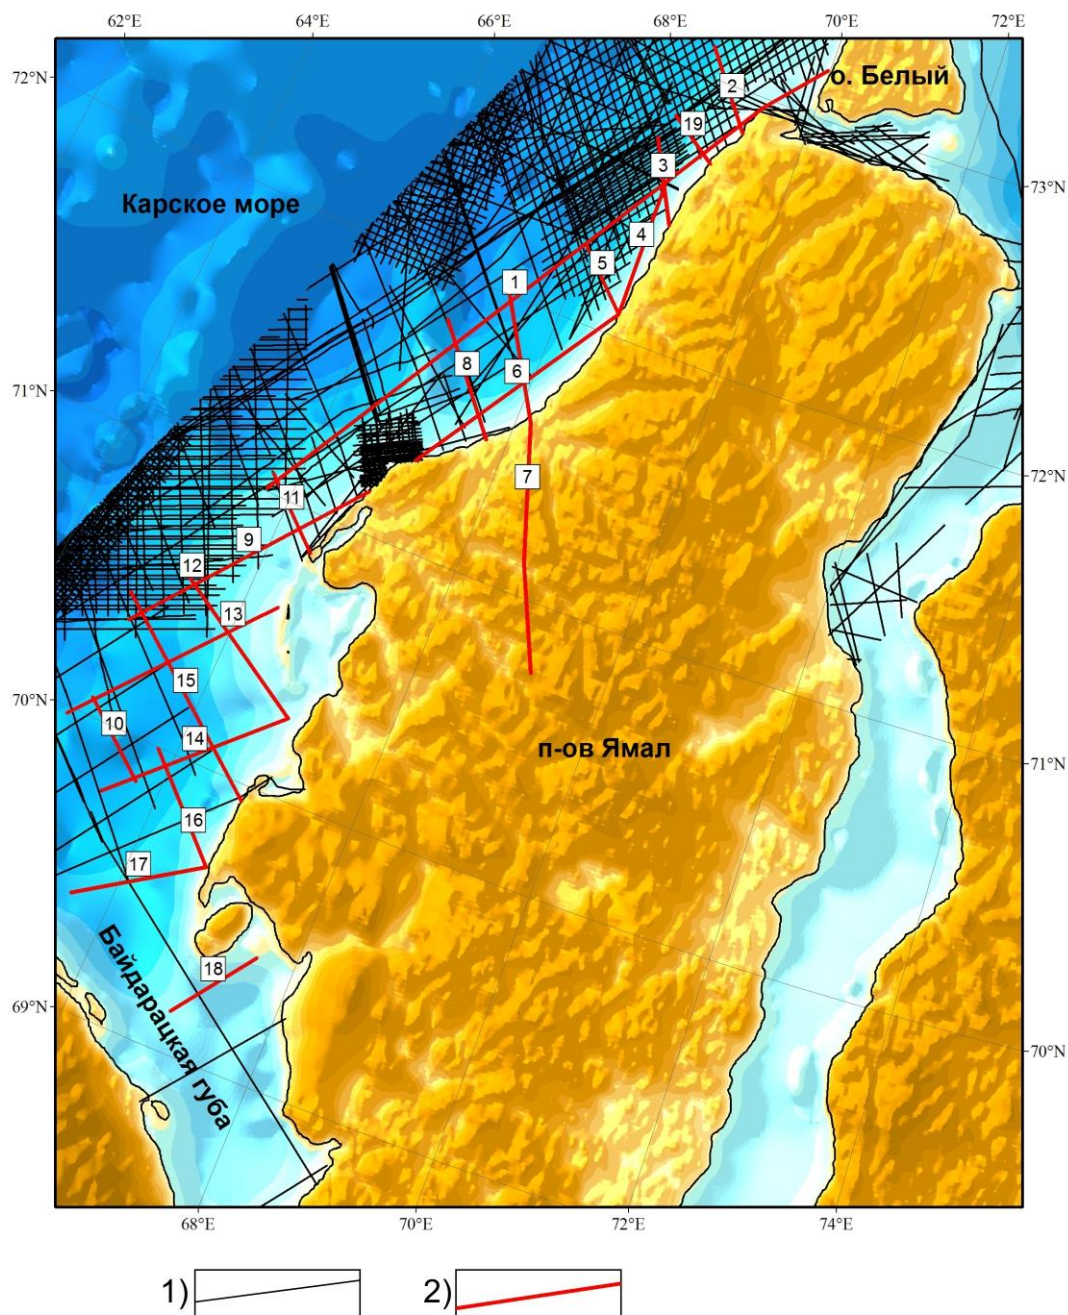 62°E
64°E
66°E
68°E
70°E
72°E
72°N
о. Белый
2
19
3
73°N
Карское море
4
5
1
8
6
71°N
7
72°N
11
9
12
13
15
70°N
10
14
п-ов Ямал
71°N
16
17
Байдарацкая губа
18
69°N
70°N
68°E
70°E
72°E
74°E
1)
2)